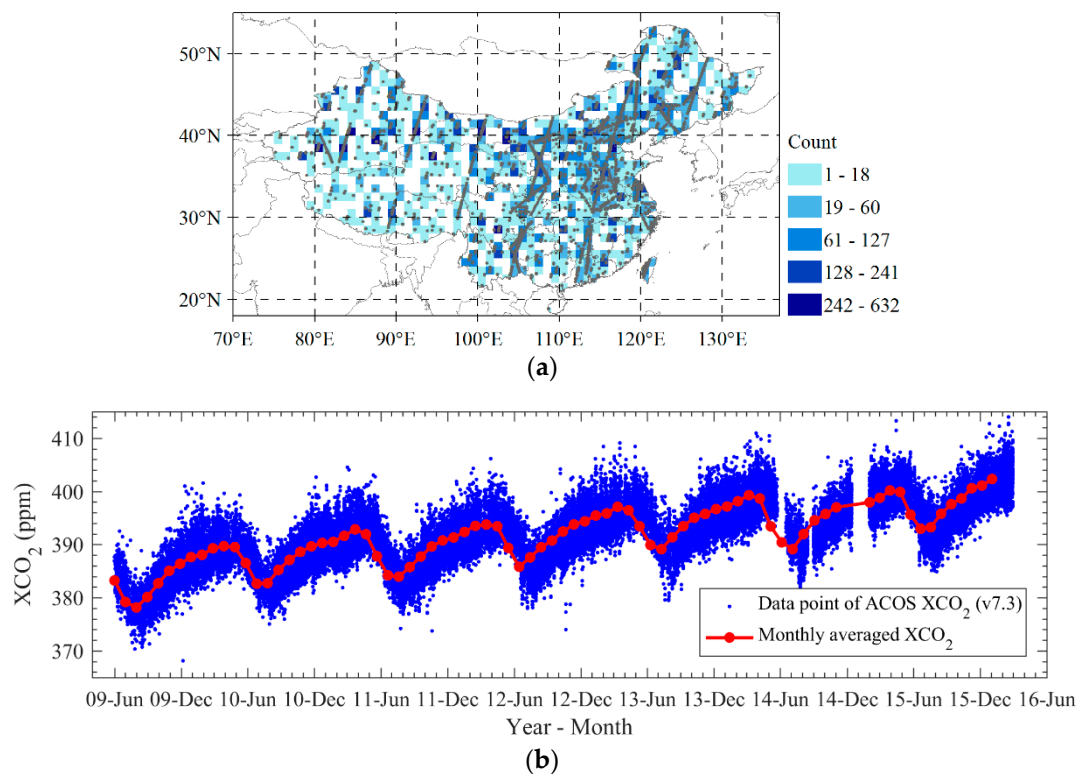 50°N
40°N
30°N
20°N
70°E 80°E 90°E 100°E 110°E 120°E 130°E
Count
1 - 18
19 - 60
61 - 127
128 - 241
242 - 632
(a)
410
400
390
380
370
XCO₂ (ppm)
Data point of ACOS XCO₂ (v7.3)
Monthly averaged XCO₂
09-Jun 09-Dec 10-Jun 10-Dec 11-Jun 11-Dec 12-Jun 12-Dec 13-Jun 13-Dec 14-Jun 14-Dec 15-Jun 15-Dec 16-Jun
Year - Month
(b)